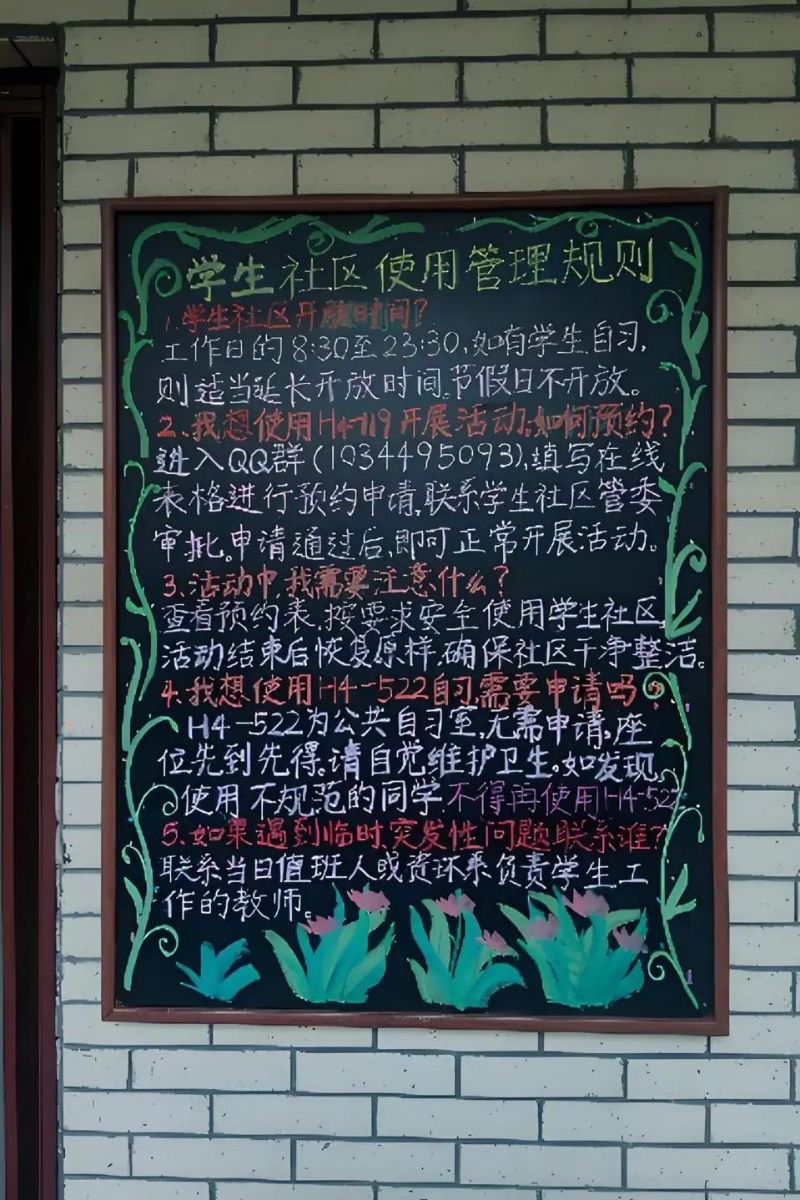 学生社区使用管理规则
1.学生社区开放时间?
工作日的8:30至23:30,如有学生自习,
则适当延长开放时间。节假日不开放。
2.我想使用H4-719开展活动,如何预约?
进入QQ群(1034495093),填写在线
表格进行预约申请,联系学生社区管委
审批。申请通过后,即可正常开展活动。
3.活动中,我需要注意什么?
查看预约表,按要求安全使用学生社区,
活动结束后恢复原样,确保社区干净整洁。
4.我想使用H4-522自习,需要申请吗?
H4-522为公共自习室,无需申请,座
位先到先得。请自觉维护卫生。如发现
使用不规范的同学不得再使用H4-522
5.如果遇到临时、突发性问题联系谁?
联系当日值班人或资环系负责学生工
作的教师。